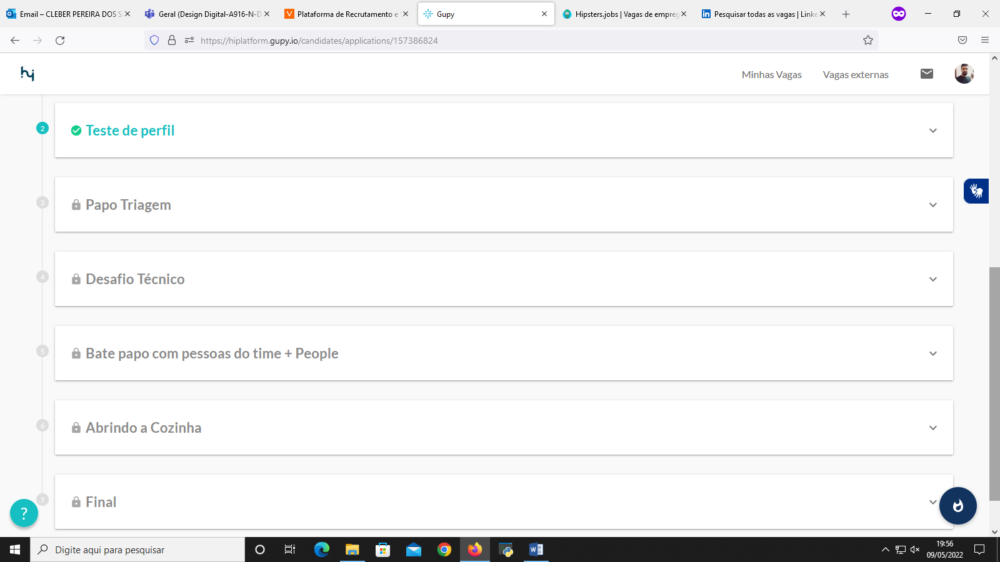 Email – CLEBER PEREIRA DOS S
Geral (Design Digital-A916-N-D
Plataforma de Recrutamento e
Gupy
Hipsters.jobs | Vagas de empreg
Pesquisar todas as vagas | Linke
https://hiplatform.gupy.io/candidates/applications/157386824
hi
Minhas Vagas
Vagas externas
2
Teste de perfil
3
Papo Triagem
4
Desafio Técnico
5
Bate papo com pessoas do time + People
6
Abrindo a Cozinha
7
Final
?
Digite aqui para pesquisar
19:56
09/05/2022